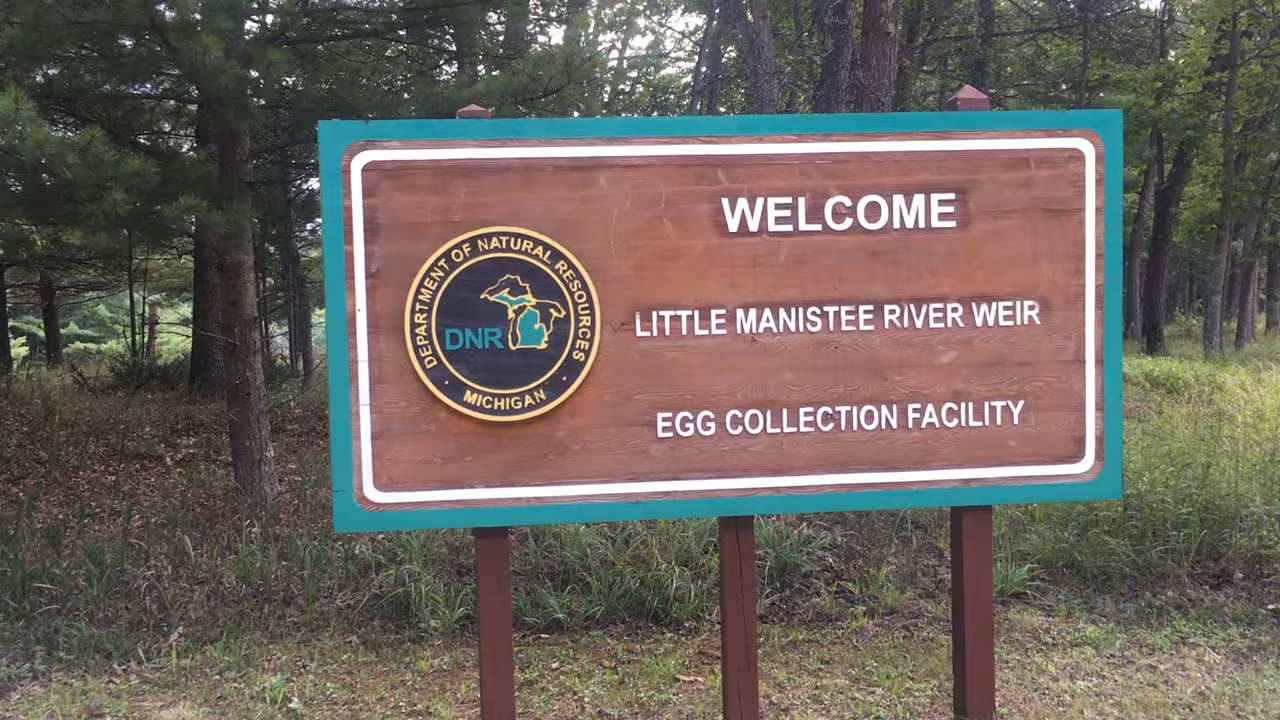 WELCOME
DEPARTMENT OF NATURAL RESOURCES
DNR
MICHIGAN
LITTLE MANISTEE RIVER WEIR
EGG COLLECTION FACILITY